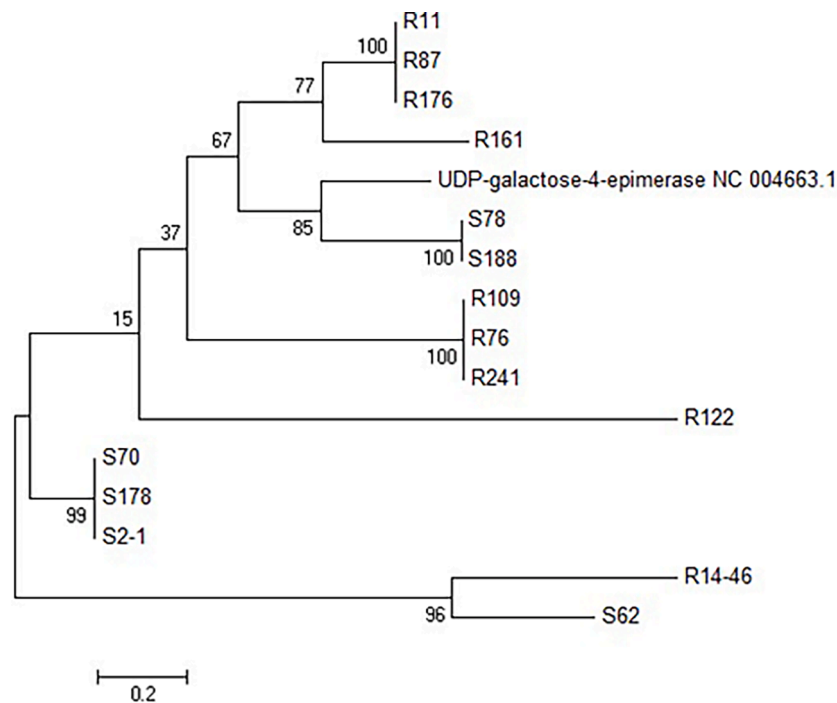 R11
100
R87
77
R176
67
R161
UDP-galactose-4-epimerase NC 004663.1
S78
85
37
100
S188
R109
15
R76
100
R241
R122
S70
S178
99
S2-1
R14-46
96
S62
0.2